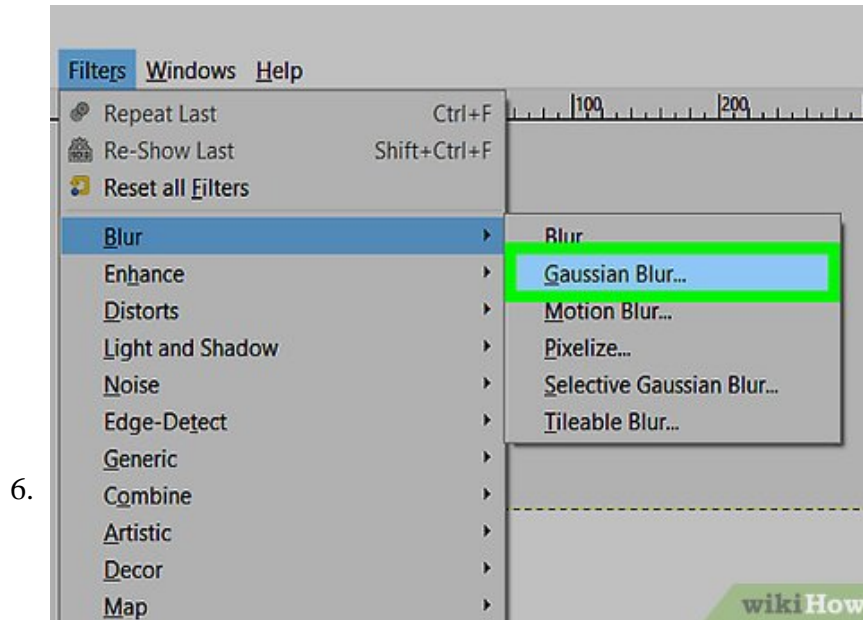 Filters Windows Help
Repeat Last Ctrl+F
Re-Show Last Shift+Ctrl+F
Reset all Filters
Blur
Enhance
Distorts
Light and Shadow
Noise
Edge-Detect
Generic
Combine
Artistic
Decor
Map
100 200
Blur
Gaussian Blur...
Motion Blur...
Pixelize...
Selective Gaussian Blur...
Tileable Blur...
6.
wikiHow